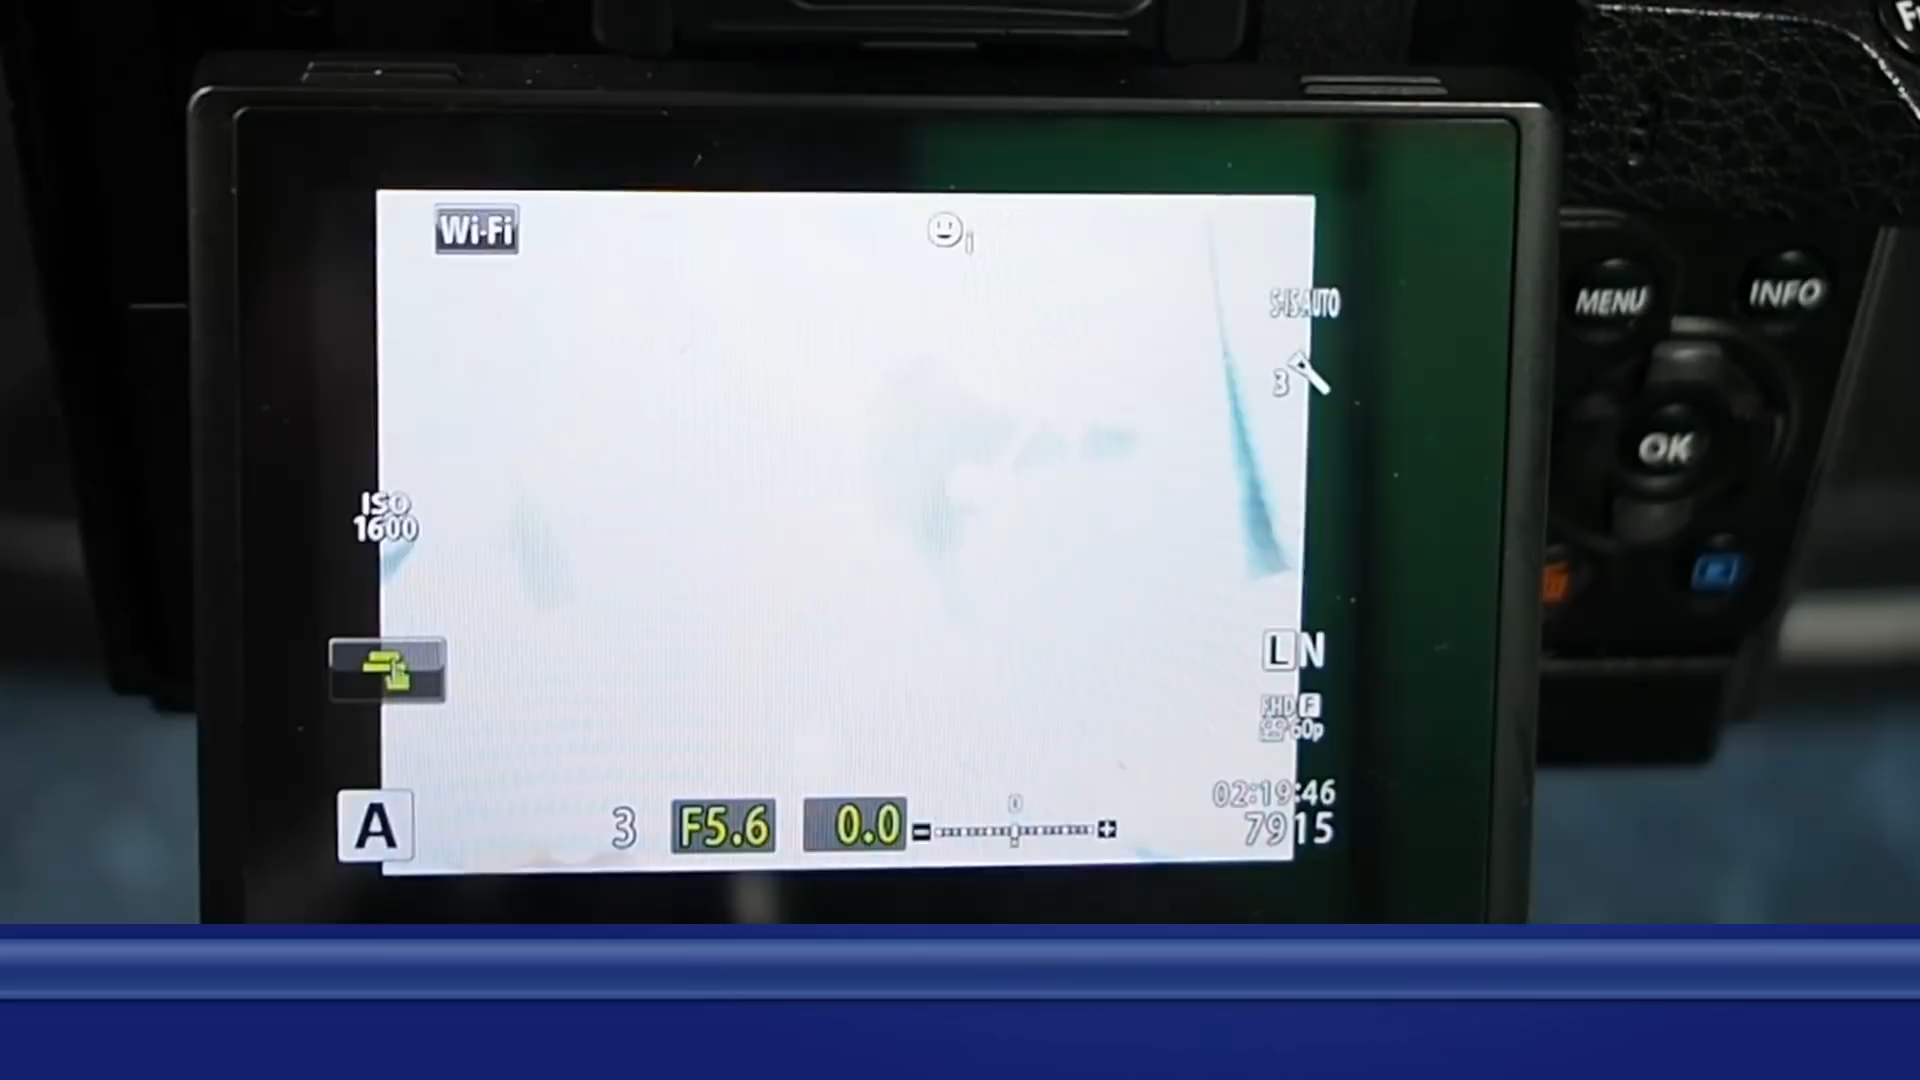 Wi-Fi
i
S-IS AUTO
3
MENU
INFO
OK
ISO
1600
L N
FHD F
60p
A
3
F5.6
0.0
0
02:19:46
7915